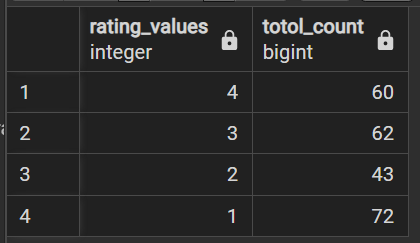 rating_values totol_count
integer bigint
1 4 60
2 3 62
3 2 43
4 1 72